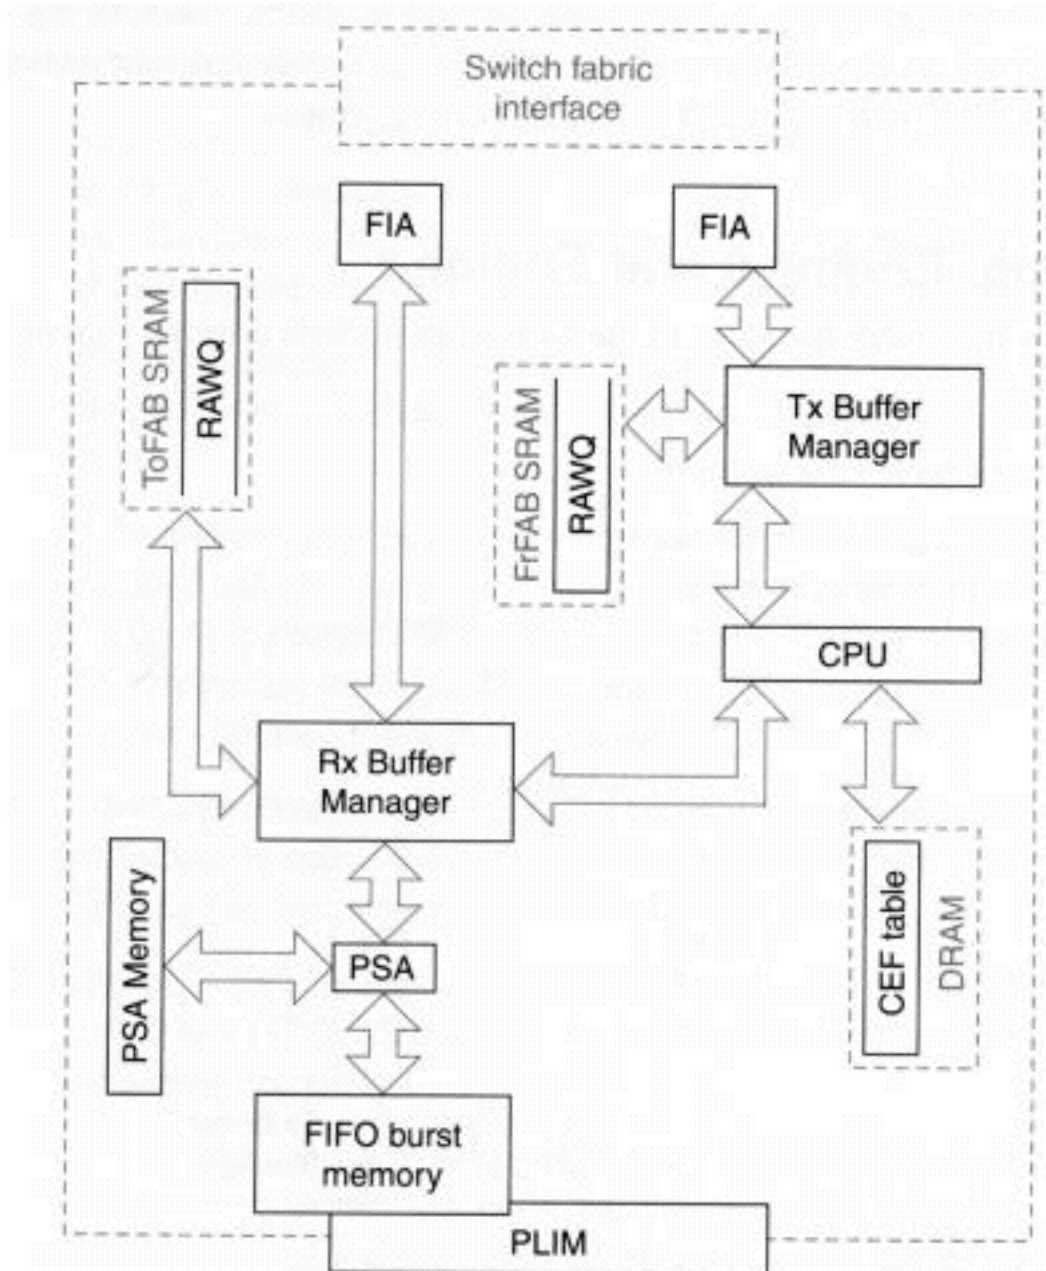 Switch fabric
interface
FIA
FIA
ToFAB SRAM
RAWQ
FrFAB SRAM
RAWQ
Tx Buffer
Manager
CPU
Rx Buffer
Manager
PSA Memory
PSA
CEF table
DRAM
FIFO burst
memory
PLIM